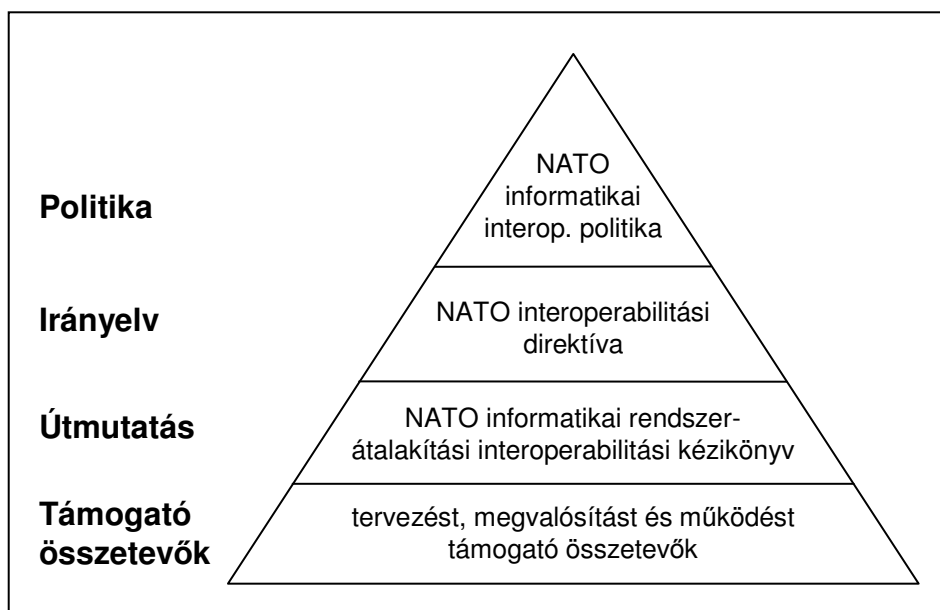 Politika
NATO
informatikai
interop. politika
Irányelv
NATO interoperabilitási
direktíva
Útmutatás
NATO informatikai rendszer-
átalakítási interoperabilitási kézikönyv
Támogató
összetevők
tervezést, megvalósítást és működést
támogató összetevők